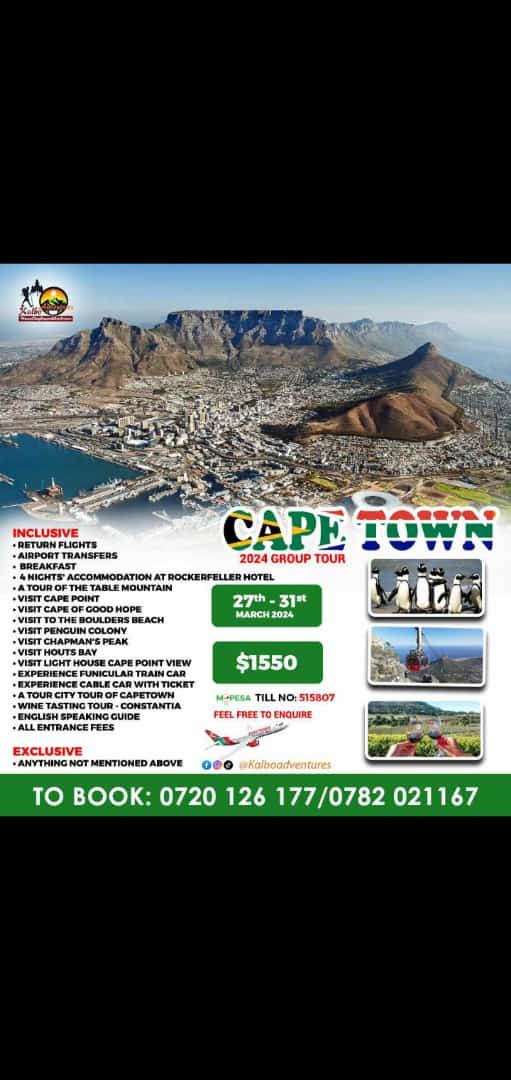 Kalbo Adventures
CAPE TOWN
2024 GROUP TOUR
27th - 31st
MARCH 2024
$1550
M-PESA TILL NO: 515807
FEEL FREE TO ENQUIRE
@Kalboadventures
INCLUSIVE
• RETURN FLIGHTS
• AIRPORT TRANSFERS
• BREAKFAST
• 4 NIGHTS' ACCOMMODATION AT ROCKERFELLER HOTEL
• A TOUR OF THE TABLE MOUNTAIN
• VISIT CAPE POINT
• VISIT CAPE OF GOOD HOPE
• VISIT TO THE BOULDERS BEACH
• VISIT PENGUIN COLONY
• VISIT CHAPMAN'S PEAK
• VISIT HOUTS BAY
• VISIT LIGHT HOUSE CAPE POINT VIEW
• EXPERIENCE FUNICULAR TRAIN CAR
• EXPERIENCE CABLE CAR WITH TICKET
• A TOUR CITY TOUR OF CAPETOWN
• WINE TASTING TOUR - CONSTANTIA
• ENGLISH SPEAKING GUIDE
• ALL ENTRANCE FEES
EXCLUSIVE
• ANYTHING NOT MENTIONED ABOVE
TO BOOK: 0720 126 177/0782 021167